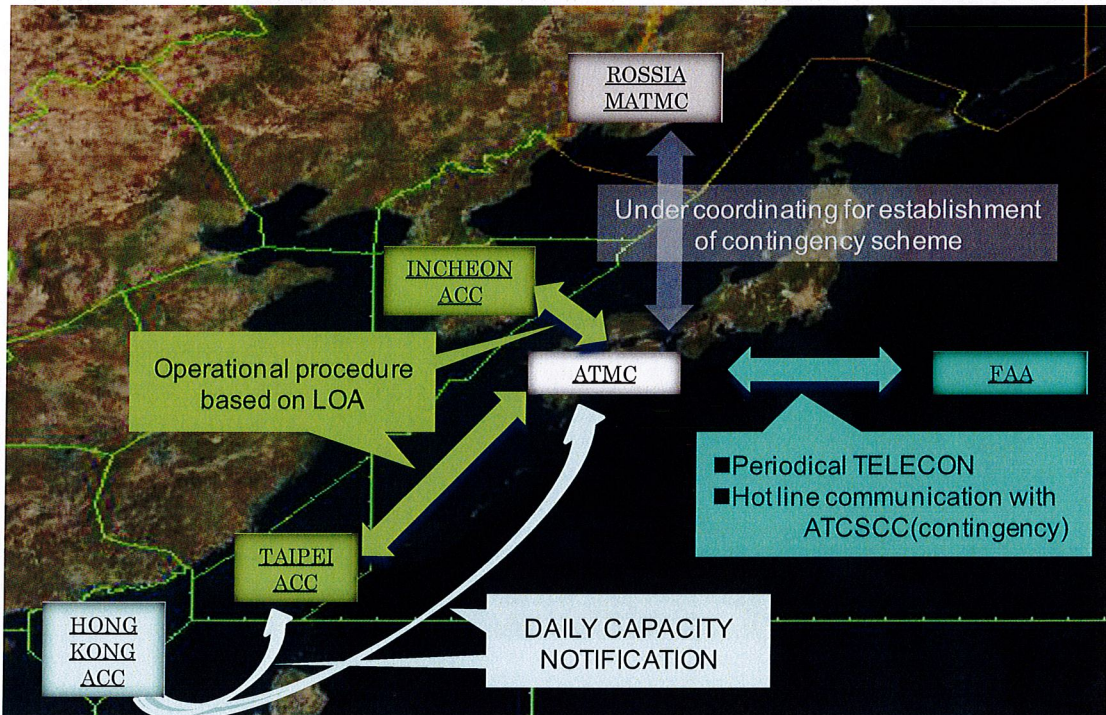 ROSSIA
MATMC
Under coordinating for establishment
of contingency scheme
INCHEON
ACC
Operational procedure
based on LOA
ATMC
FAA
■Periodical TELECON
■Hot line communication with
ATCSCC(contingency)
TAIPEI
ACC
HONG
KONG
ACC
DAILY CAPACITY
NOTIFICATION